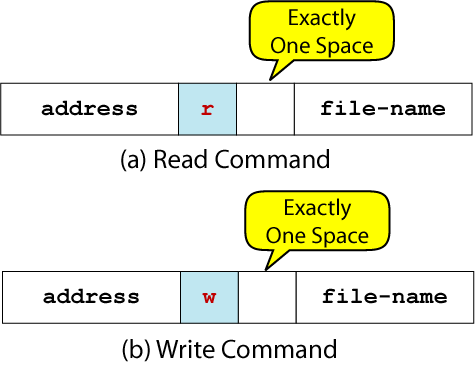 Exactly
One Space
address r file-name
(a) Read Command
Exactly
One Space
address w file-name
(b) Write Command